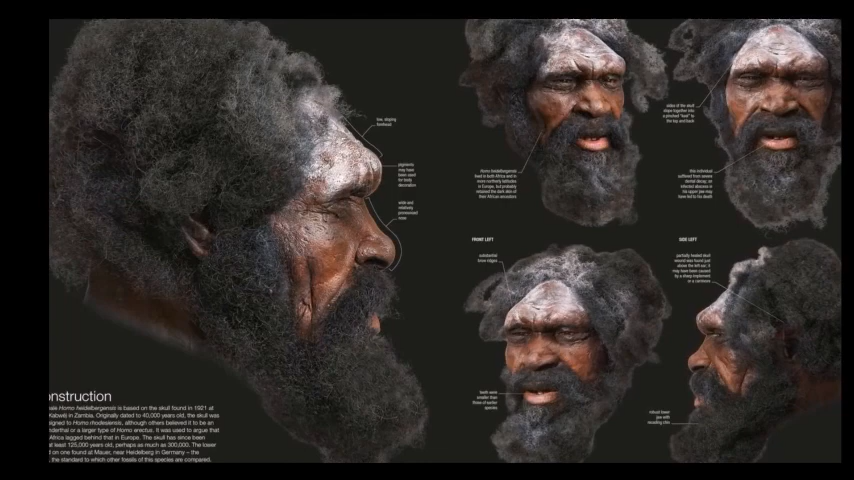 low, sloping
forehead
pigments
may have
been used
for body
decoration
wide and
relatively
pronounced
nose
Homo heidelbergensis
lived in both Africa and in
more northerly latitudes
in Europe, but probably
retained the dark skin of
their African ancestors
sides of the skull
slope together into
a pinched "keel" to
the top and back
this individual
suffered from severe
dental decay; an
infected abscess in
his upper jaw may
have led to his death
FRONT LEFT
substantial
brow ridges
teeth were
smaller than
those of earlier
species
SIDE LEFT
partially healed skull
wound was found just
above the left ear; it
may have been caused
by a sharp implement
or a carnivore
robust lower
jaw with
receding chin
onstruction
Homo heidelbergensis is based on the skull found in 1921 at
Kabwe) in Zambia. Originally dated to 40,000 years old, the skull was
signed to Homo rhodesiensis, although others believed it to be an
nderthal or a larger type of Homo erectus. It was used to argue that
Africa lagged behind that in Europe. The skull has since been
at least 125,000 years old, perhaps as much as 300,000. The lower
on one found at Mauer, near Heidelberg in Germany – the
the standard to which other fossils of this species are compared.